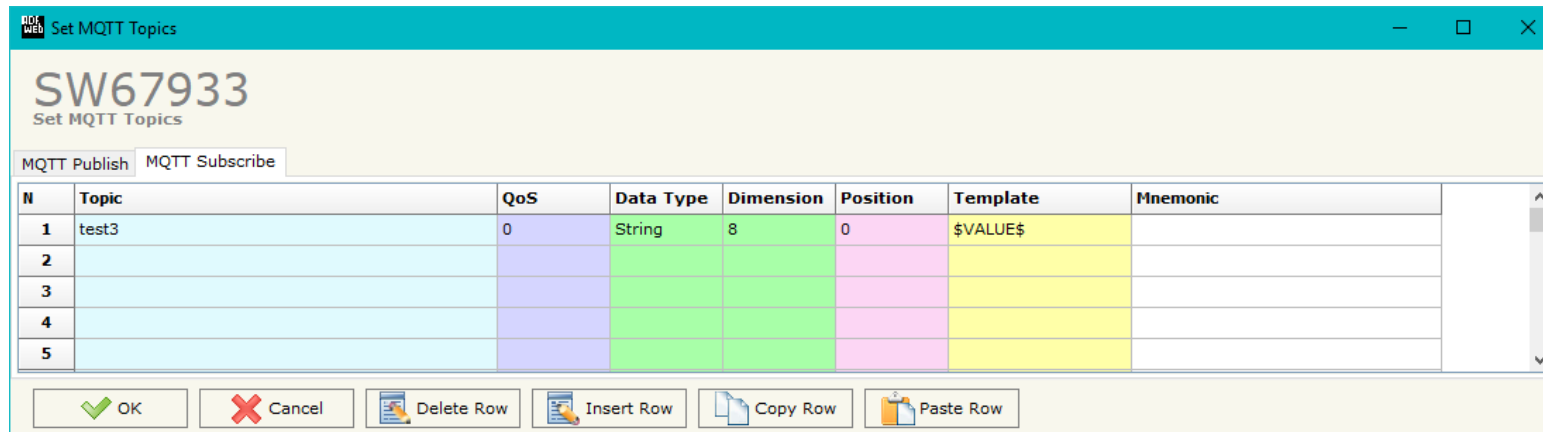 ADF WEB Set MQTT Topics
SW67933
Set MQTT Topics
MQTT Publish MQTT Subscribe
N Topic QoS Data Type Dimension Position Template Mnemonic
1 test3 0 String 8 0 $VALUE$
2
3
4
5
OK Cancel Delete Row Insert Row Copy Row Paste Row